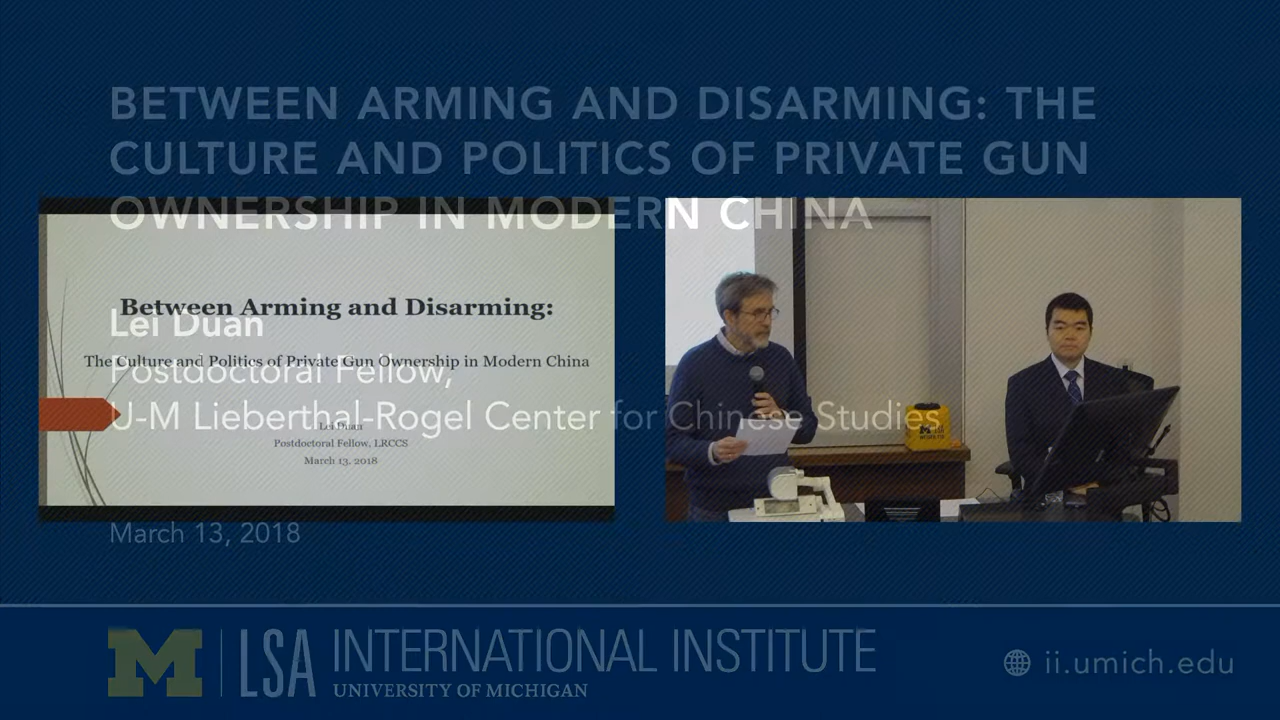 BETWEEN ARMING AND DISARMING: THE
CULTURE AND POLITICS OF PRIVATE GUN
OWNERSHIP IN MODERN CHINA
Lei Duan
Postdoctoral Fellow,
U-M Lieberthal-Rogel Center for Chinese Studies
March 13, 2018
Between Arming and Disarming:
The Culture and Politics of Private Gun Ownership in Modern China
Lei Duan
Postdoctoral Fellow, LRCCS
March 13, 2018
M LSA
M LSA INTERNATIONAL INSTITUTE
UNIVERSITY OF MICHIGAN
ii.umich.edu